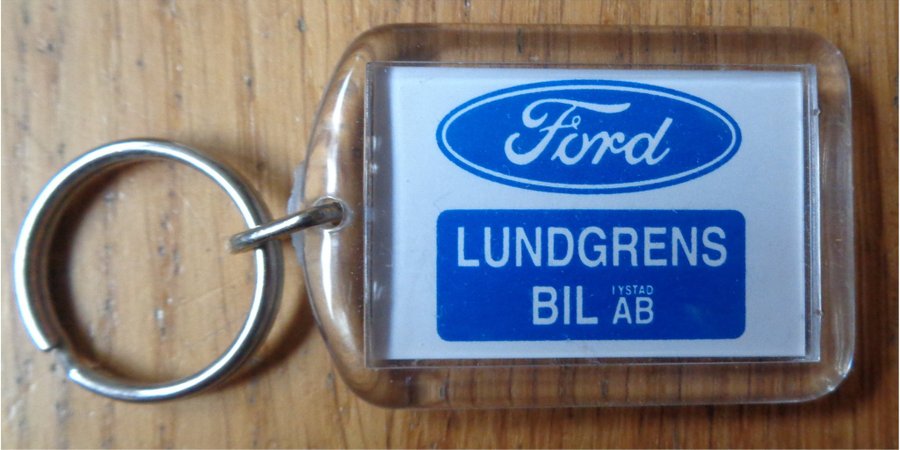 Ford
LUNDGRENS
BIL I YSTAD AB